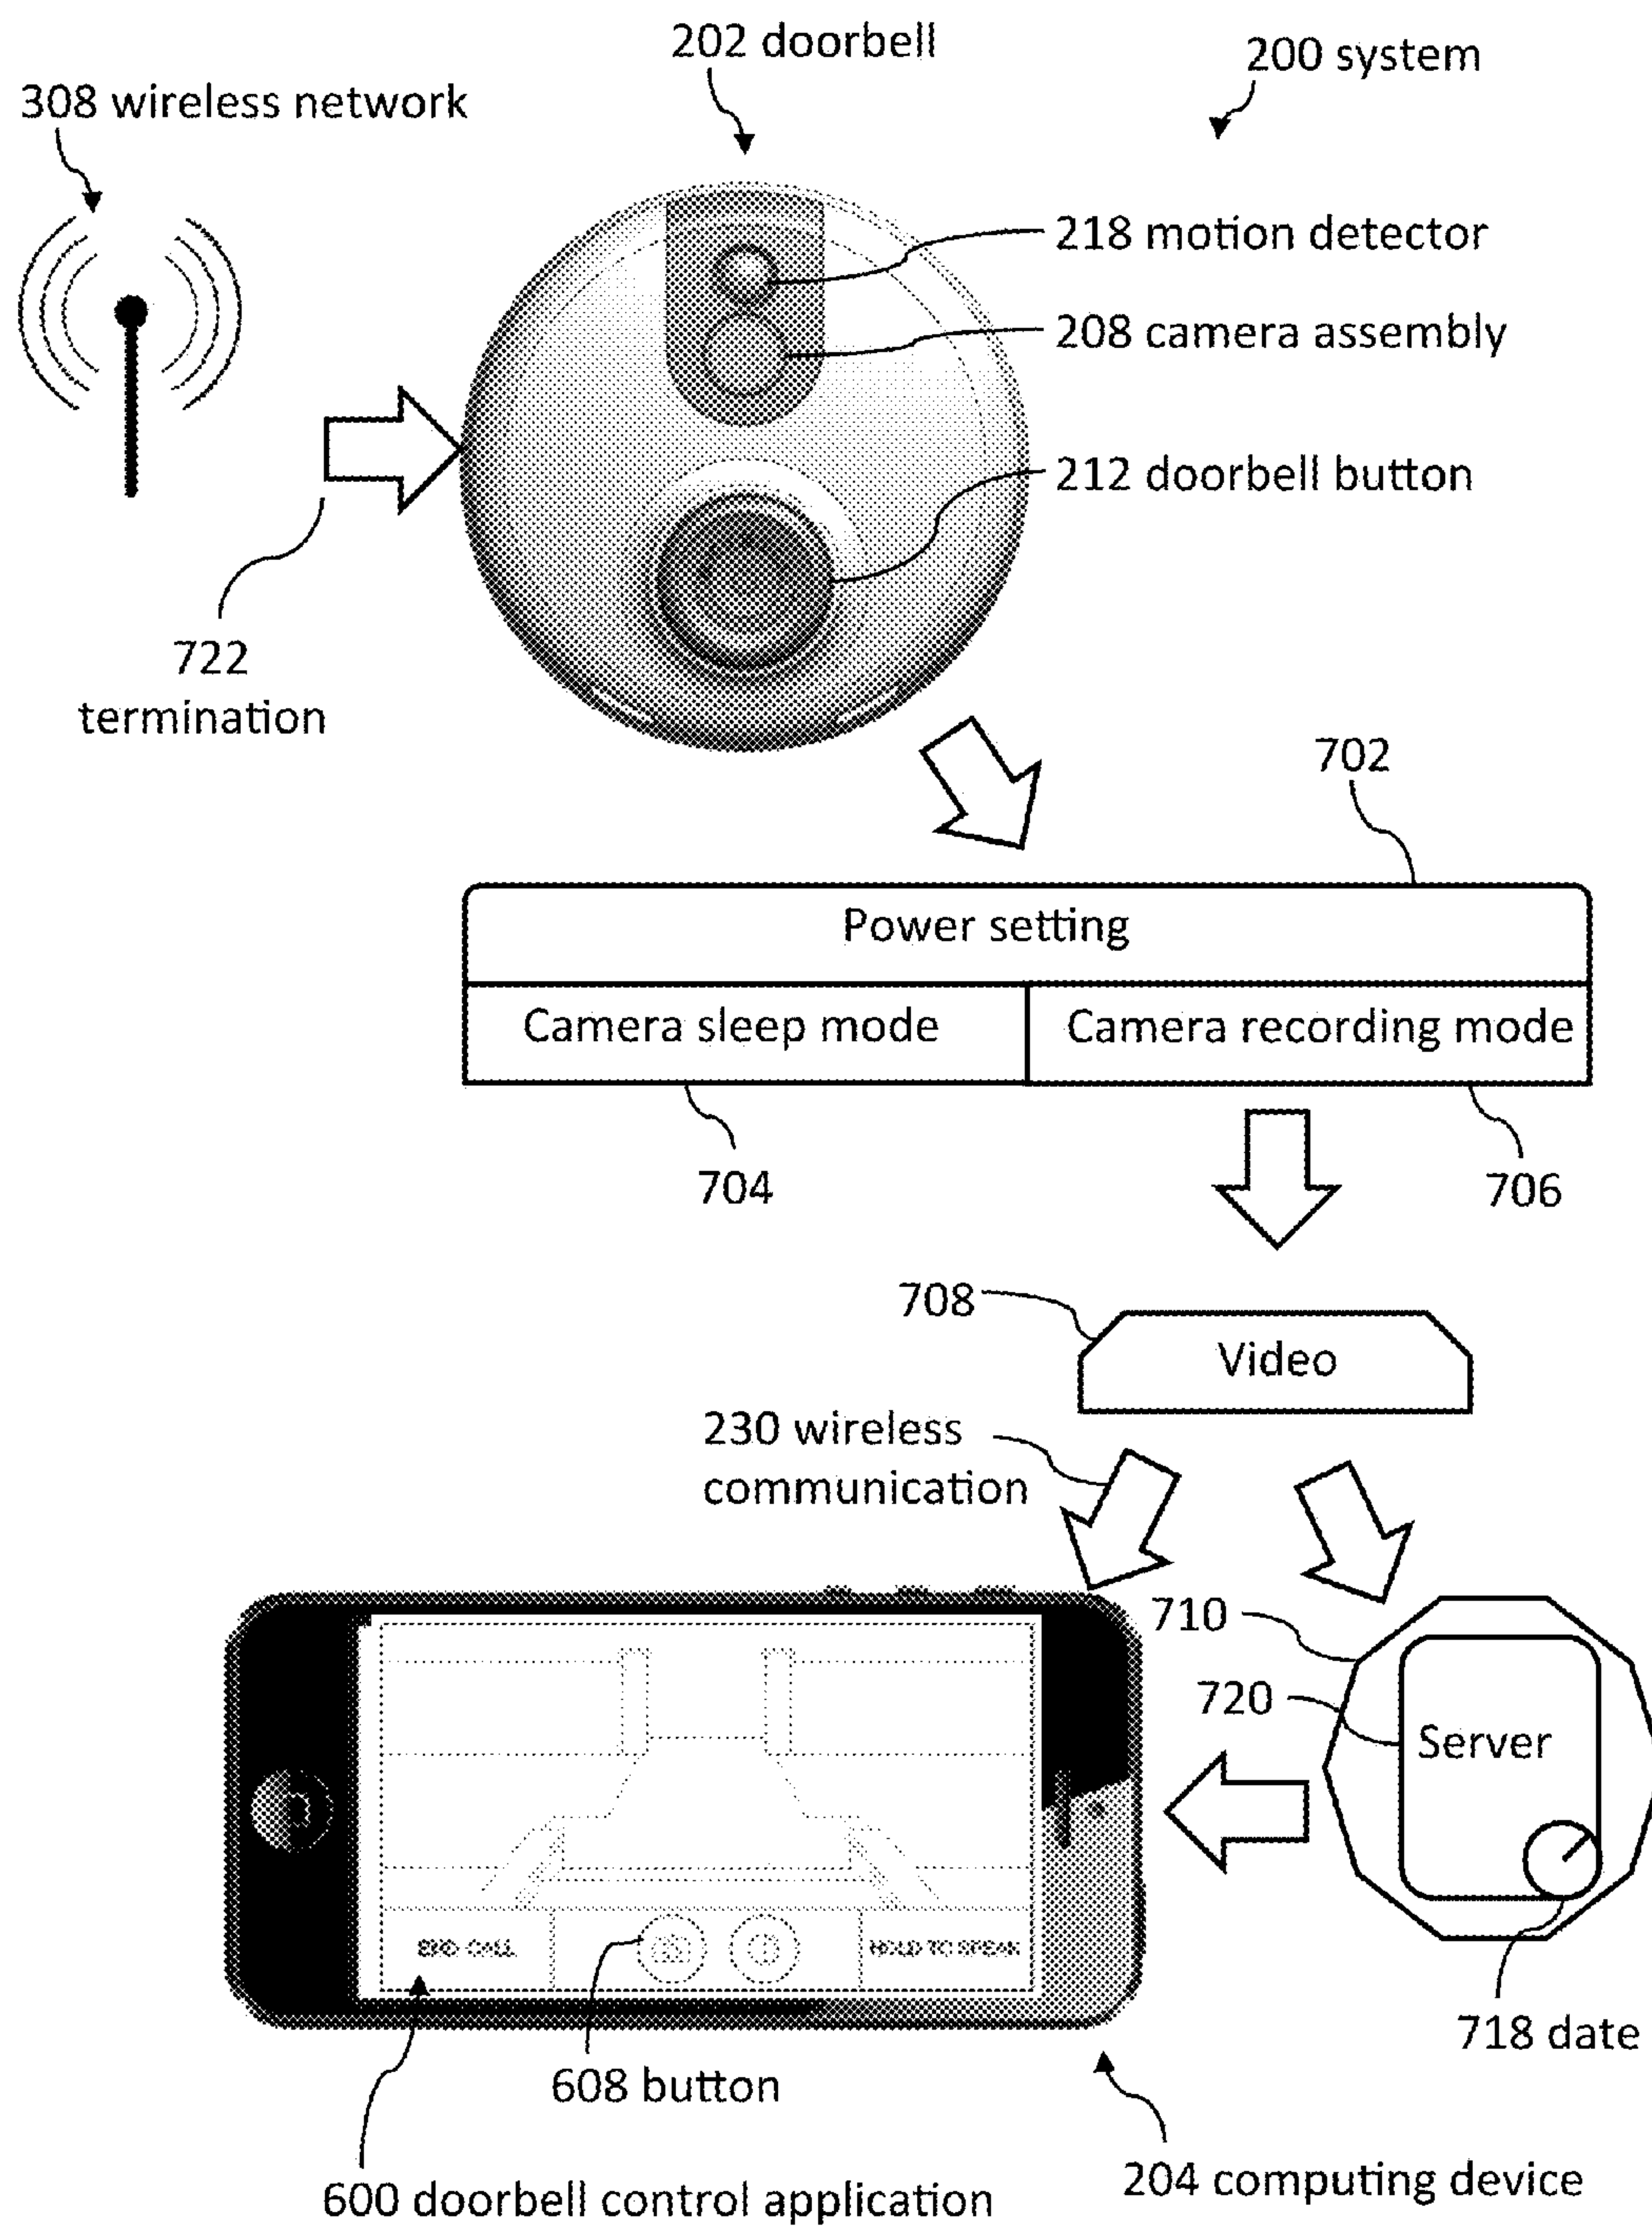 202 doorbell
200 system
308 wireless network
218 motion detector
208 camera assembly
212 doorbell button
722
termination
702
Power setting
Camera sleep mode
Camera recording mode
704
706
708
Video
230 wireless
communication
710
720
Server
END CALL
HOLD TO SPEAK
718 date
608 button
204 computing device
600 doorbell control application